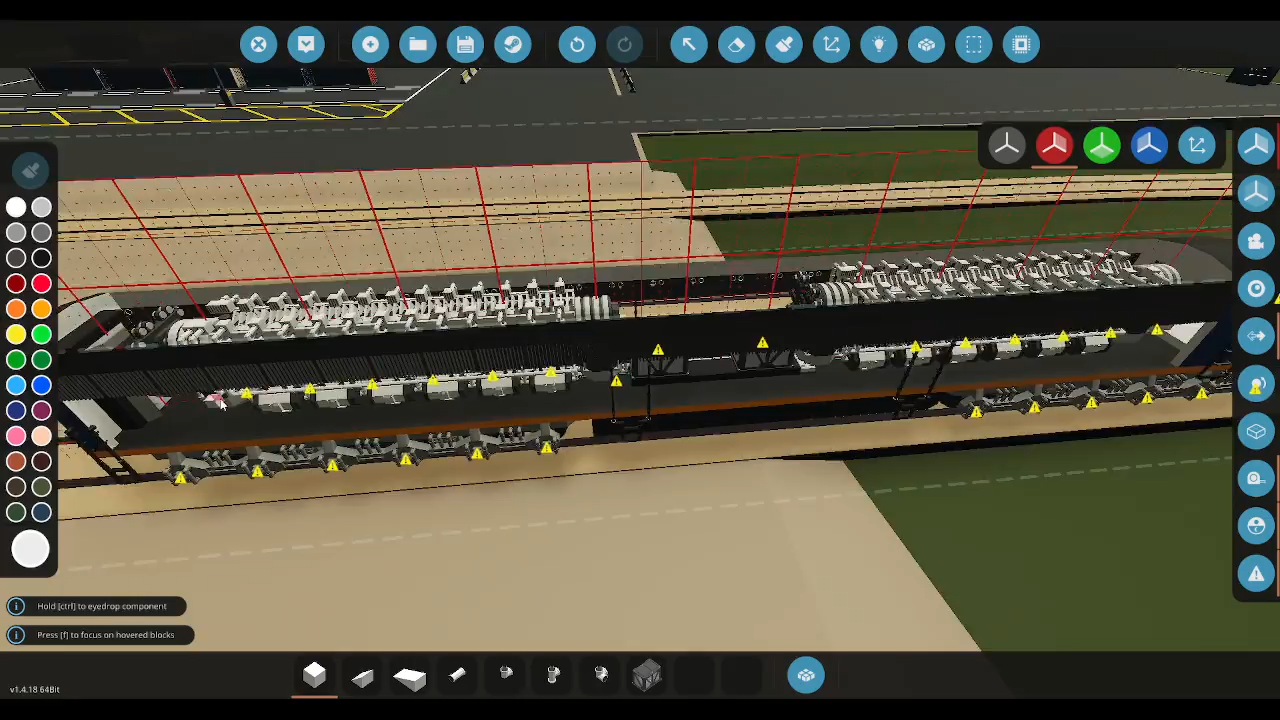 Hold [ctrl] to eyedrop component
Press [f] to focus on hovered blocks
v1.4.18 64Bit